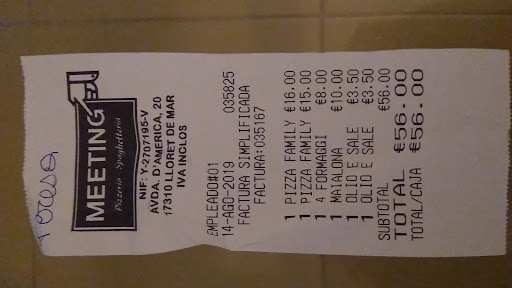 MEETING
Pizzeria - Spaghetteria
NIF: Y-2707195-V
AVDA. D'AMERICA, 20
17310 LLORET DE MAR
IVA INCLOS
EMPLEADO#01
14-AGO-2019 035825
FACTURA SIMPLIFICADA
FACTURA:035167
1 PIZZA FAMILY €16.00
1 PIZZA FAMILY €15.00
1 4 FORMAGGI €8.00
1 MAIALONA €10.00
1 OLIO E SALE €3.50
1 OLIO E SALE €3.50
SUBTOTAL €56.00
TOTAL €56.00
TOTAL/CAJA €56.00